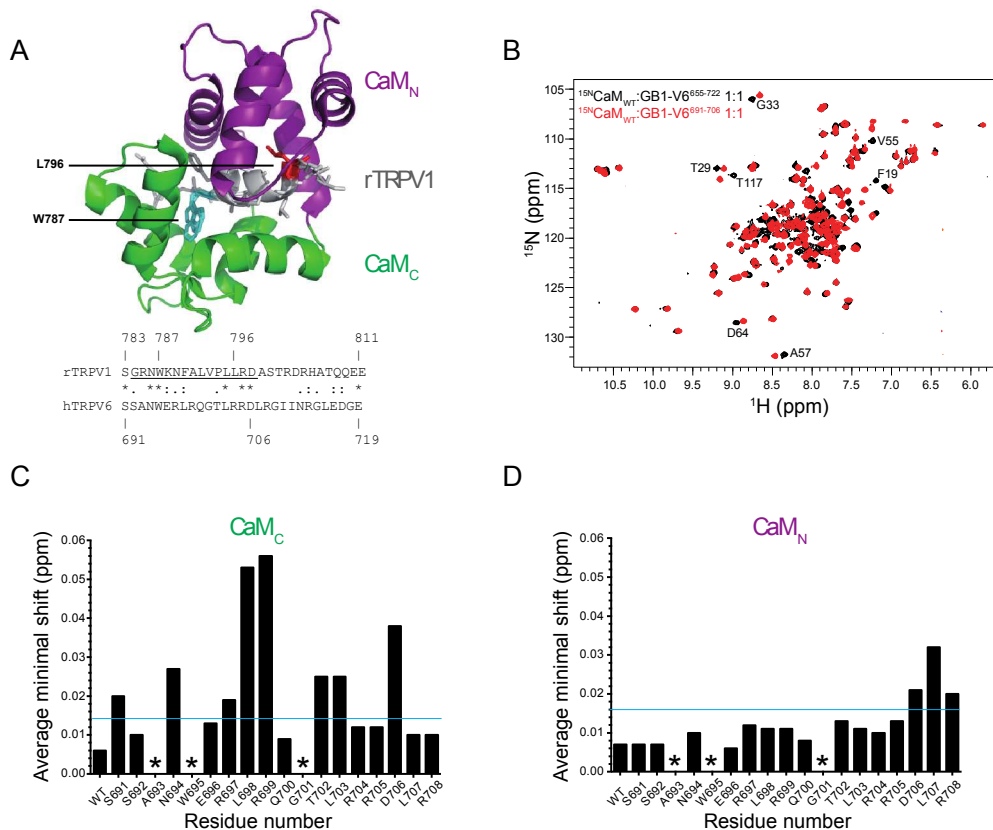 A
CaM_N
L796
rTRPV1
W787
CaM_C
783 787 796 811
rTRPV1 SGRNWKNFALVPLLRDASTRDRHATQQEE
*. **:.: * ** .:. :: *
hTRPV6 SSANWERLRQGTLRRDLRGIINRGLEDGE
691 706 719
B
¹⁵NCaM_WT:GB1-V6⁶⁵⁵⁻⁷²² 1:1
¹⁵NCaM_WT:GB1-V6⁶⁹¹⁻⁷⁰⁶ 1:1
G33
V55
T29
T117
F19
D64
A57
105
110
115
120
125
130
¹⁵N (ppm)
10.5 10.0 9.5 9.0 8.5 8.0 7.5 7.0 6.5 6.0
¹H (ppm)
C
CaM_C
Average minimal shift (ppm)
0.06
0.05
0.04
0.03
0.02
0.01
0.00
* * *
WT S691 S692 A693 N694 W695 E696 R697 L698 R699 Q700 G701 T702 L703 R704 R705 D706 L707 R708
Residue number
D
CaM_N
Average minimal shift (ppm)
0.06
0.05
0.04
0.03
0.02
0.01
0.00
* * *
WT S691 S692 A693 N694 W695 E696 R697 L698 R699 Q700 G701 T702 L703 R704 R705 D706 L707 R708
Residue number